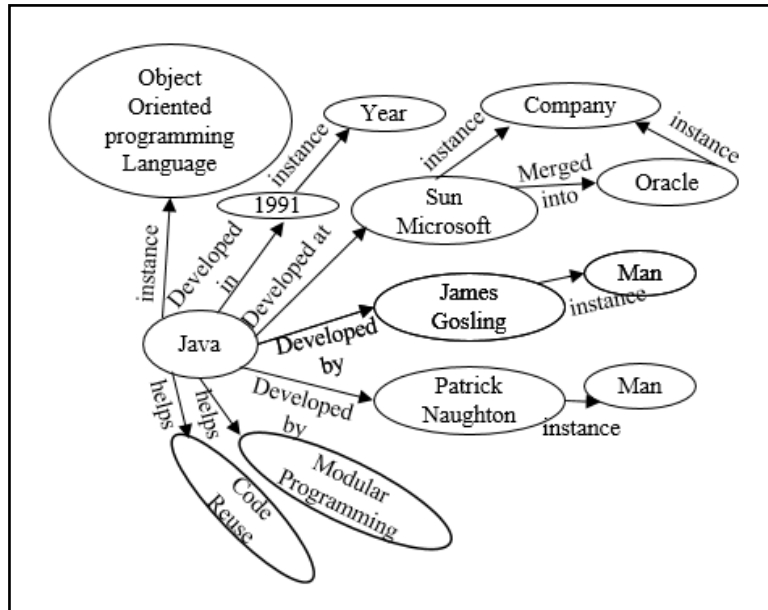 Object
Oriented
programming
Language
Year
Company
instance
instance
instance
1991
Sun
Microsoft
Merged
into
Oracle
instance
Developed
in
Developed at
James
Gosling
Man
instance
Java
Developed
by
Patrick
Naughton
Man
instance
Developed
by
helps
helps
Code
Reuse
Modular
Programming